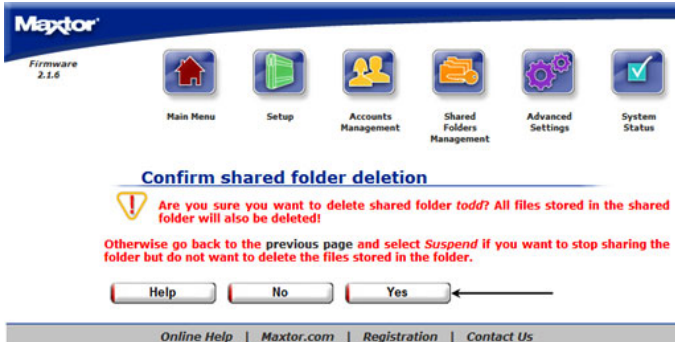 Maxtor
Firmware
2.1.6
Main Menu
Setup
Accounts
Management
Shared
Folders
Management
Advanced
Settings
System
Status
Confirm shared folder deletion
Are you sure you want to delete shared folder todd? All files stored in the shared
folder will also be deleted!
Otherwise go back to the previous page and select Suspend if you want to stop sharing the
folder but do not want to delete the files stored in the folder.
Help No Yes
Online Help | Maxtor.com | Registration | Contact Us